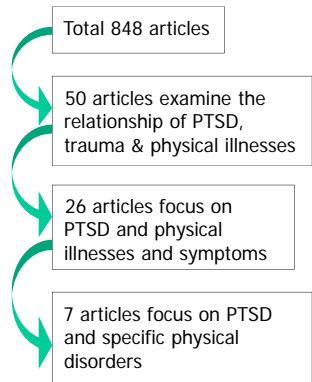 Total 848 articles
50 articles examine the
relationship of PTSD,
trauma & physical illnesses
26 articles focus on
PTSD and physical
illnesses and symptoms
7 articles focus on PTSD
and specific physical
disorders